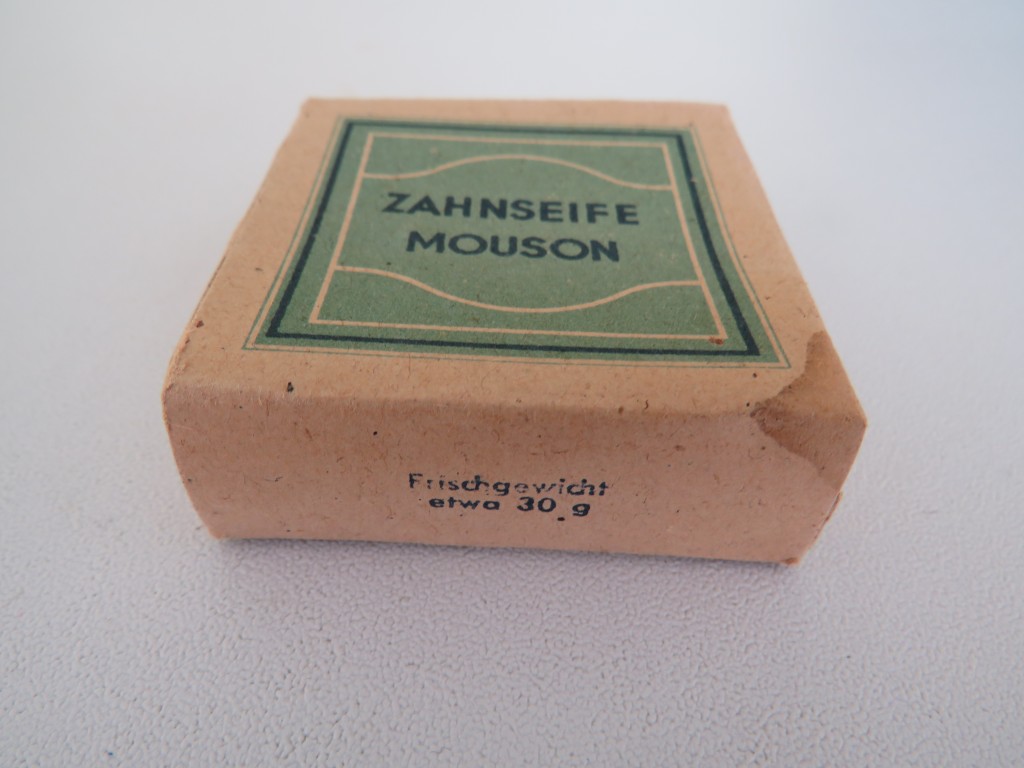 ZAHNSEIFE
MOUSON
Frischgewicht
etwa 30 g